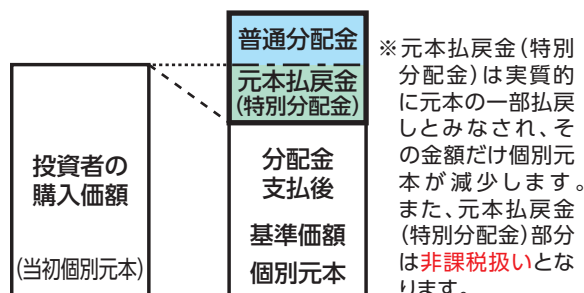 普通分配金
元本払戻金
(特別分配金)
投資者の
購入価額
(当初個別元本)
分配金
支払後
基準価額
個別元本
※元本払戻金(特別
分配金)は実質的
に元本の一部払戻
しとみなされ、そ
の金額だけ個別元
本が減少します。
また、元本払戻金
(特別分配金)部分
は非課税扱いとな
ります。